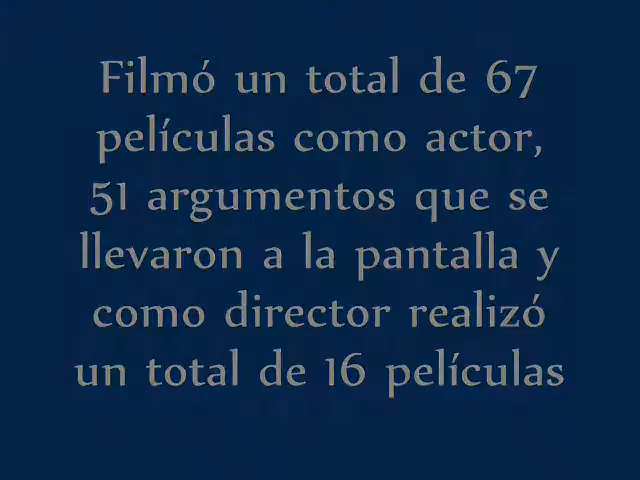 Filmó un total de 67
películas como actor,
51 argumentos que se
llevaron a la pantalla y
como director realizó
un total de 16 películas